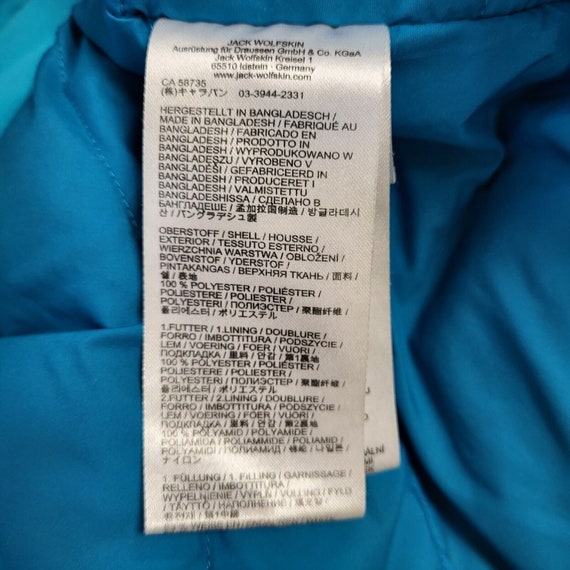 JACK WOLFSKIN
Ausrüstung für Draussen GmbH & Co. KGaA
Jack Wolfskin Kreisel 1
65510 Idstein · Germany
www.jack-wolfskin.com
CA 58735
(株)キャラバン 03-3944-2331
HERGESTELLT IN BANGLADESCH /
MADE IN BANGLADESH / FABRIQUÉ AU
BANGLADESH / FABRICADO EN
BANGLADESH / PRODOTTO IN
BANGLADESH / WYPRODUKOWANO W
BANGLADESZU / VYROBENO V
BANGLADÉŠI / GEFABRICEERD IN
BANGLADESH / PRODUCERET I
BANGLADESH / VALMISTETTU
BANGLADESHISSA / СДЕЛАНО В
БАНГЛАДЕШЕ / 孟加拉国制造 / 방글라데시
산 / バングラデシュ製
OBERSTOFF / SHELL / HOUSSE /
EXTERIOR / TESSUTO ESTERNO /
WIERZCHNIA WARSTWA / OBLOŽENÍ /
BOVENSTOF / YDERSTOF /
PINTAKANGAS / ВЕРХНЯЯ ТКАНЬ / 面料 /
겉 / 表地
100 % POLYESTER / POLIÉSTER /
POLIESTERE / POLIESTER /
POLYESTERI / ПОЛИЭСТЕР / 聚酯纤维 /
폴리에스터 / ポリエステル
1.FUTTER / 1.LINING / DOUBLURE /
FORRO / IMBOTTITURA / PODSZYCIE /
LEM / VOERING / FOER / VUORI /
ПОДКЛАДКА / 里料 / 안감 / 第1裏地
100 % POLYESTER / POLIÉSTER /
POLIESTERE / POLIESTER /
POLYESTERI / ПОЛИЭСТЕР / 聚酯纤维 /
폴리에스터 / ポリエステル
2.FUTTER / 2.LINING / DOUBLURE /
FORRO / IMBOTTITURA / PODSZYCIE /
LEM / VOERING / FOER / VUORI /
ПОДКЛАДКА / 里料 / 안감 / 第2裏地
100 % POLYAMID / POLYAMIDE /
POLIAMIDA / POLIAMMIDE / POLIAMID /
POLYAMIDI / ПОЛИАМИД / 锦纶 / 폴리아미드 /
ナイロン
1. FÜLLUNG / 1. FILLING / GARNISSAGE /
RELLENO / IMBOTTITURA /
WYPEŁNIENIE / VÝPLŇ / VULLING / FYLD
/ TÄYTTÖ / НАПОЛНИТЕЛЬ /